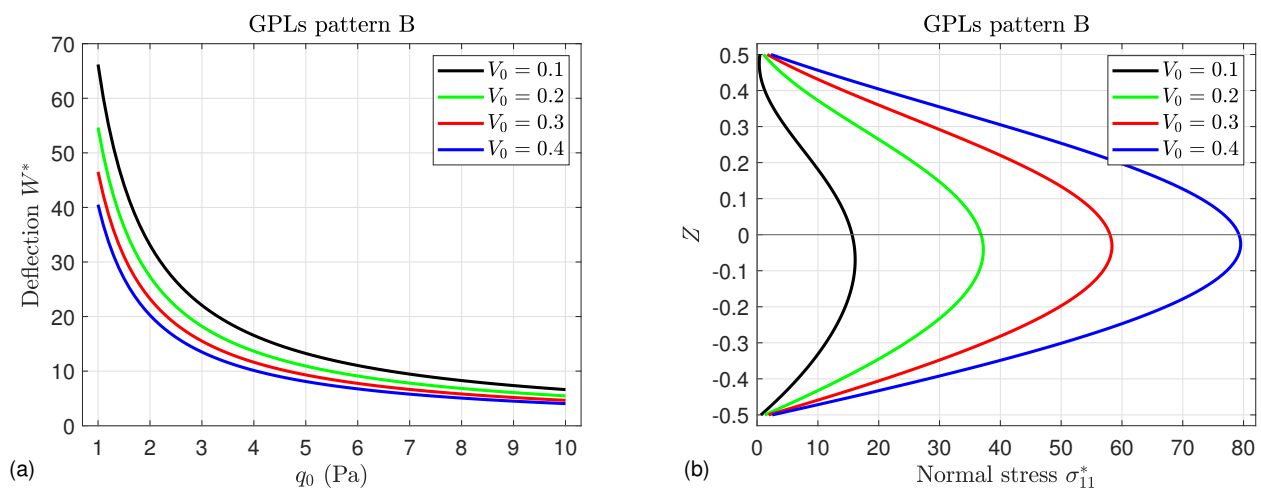 GPLs pattern B
70
60
50
40
30
20
10
0
Deflection W*
V₀ = 0.1
V₀ = 0.2
V₀ = 0.3
V₀ = 0.4
1 2 3 4 5 6 7 8 9 10
q₀ (Pa)
(a)
GPLs pattern B
0.5
0.4
0.3
0.2
0.1
0
-0.1
-0.2
-0.3
-0.4
-0.5
Z
V₀ = 0.1
V₀ = 0.2
V₀ = 0.3
V₀ = 0.4
0 10 20 30 40 50 60 70 80
Normal stress σ*₁₁
(b)